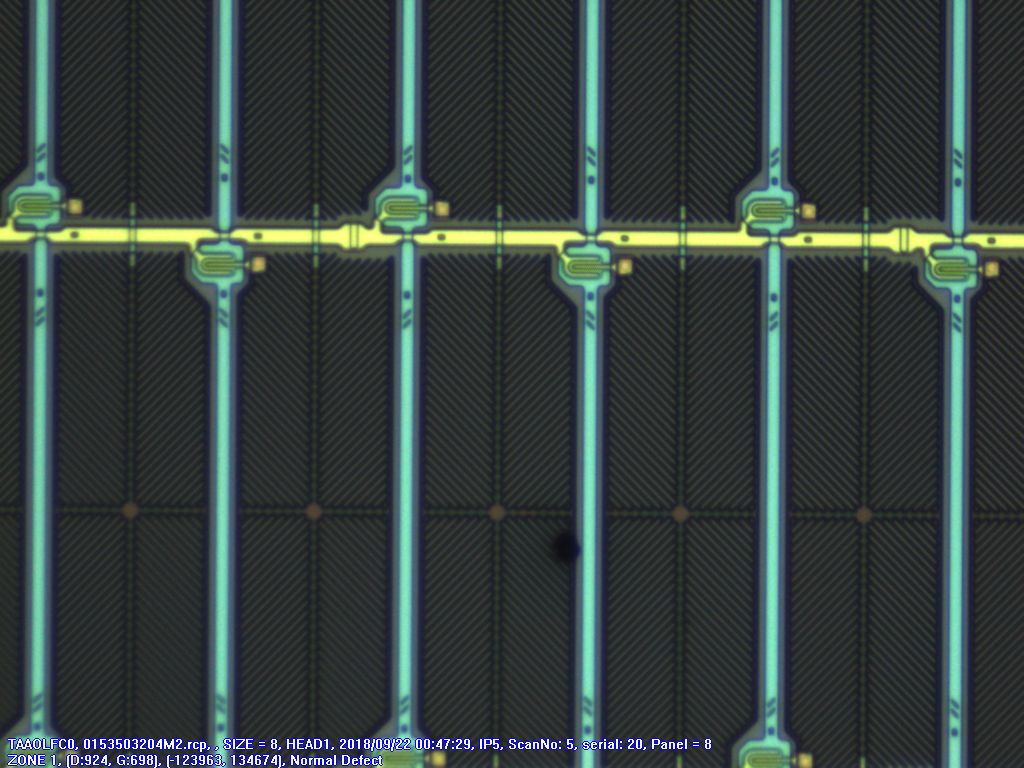 TAAOLFC0, 0153503204M2.rcp, , SIZE = 8, HEAD1, 2018/09/22 00:47:29, IP5, ScanNo: 5, serial: 20, Panel = 8
ZONE 1, [D:924, G:698], [-123963, 134674], Normal Defect